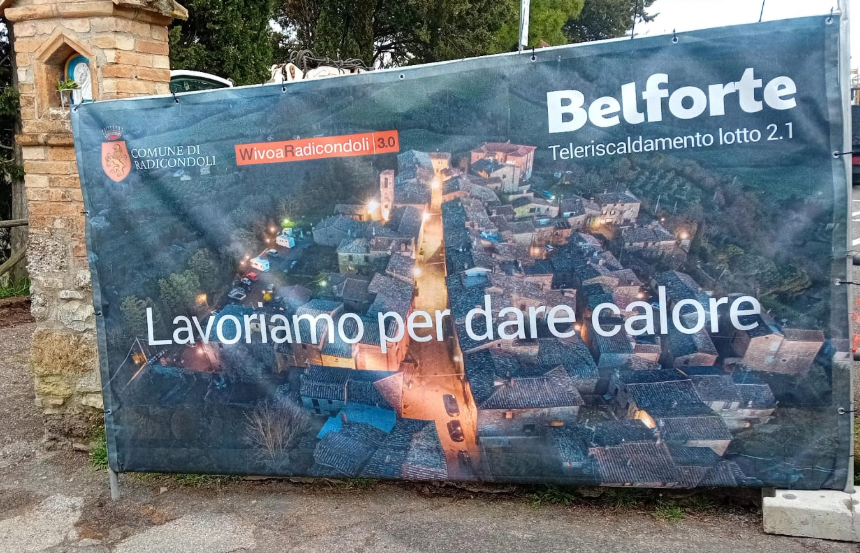 COMUNE DI
RADICONDOLI
WivoaRadicondoli 3.0
Belforte
Teleriscaldamento lotto 2.1
Lavoriamo per dare calore